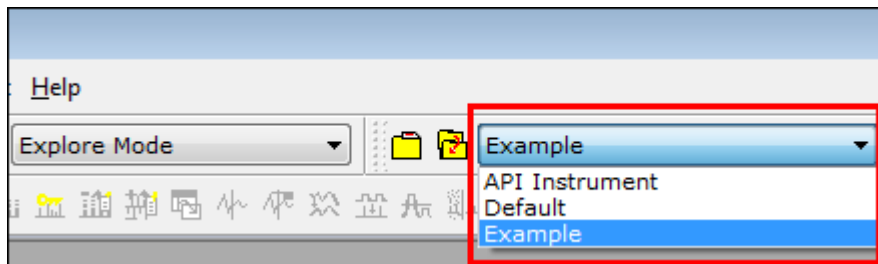 Help
Explore Mode
Example
API Instrument
Default
Example